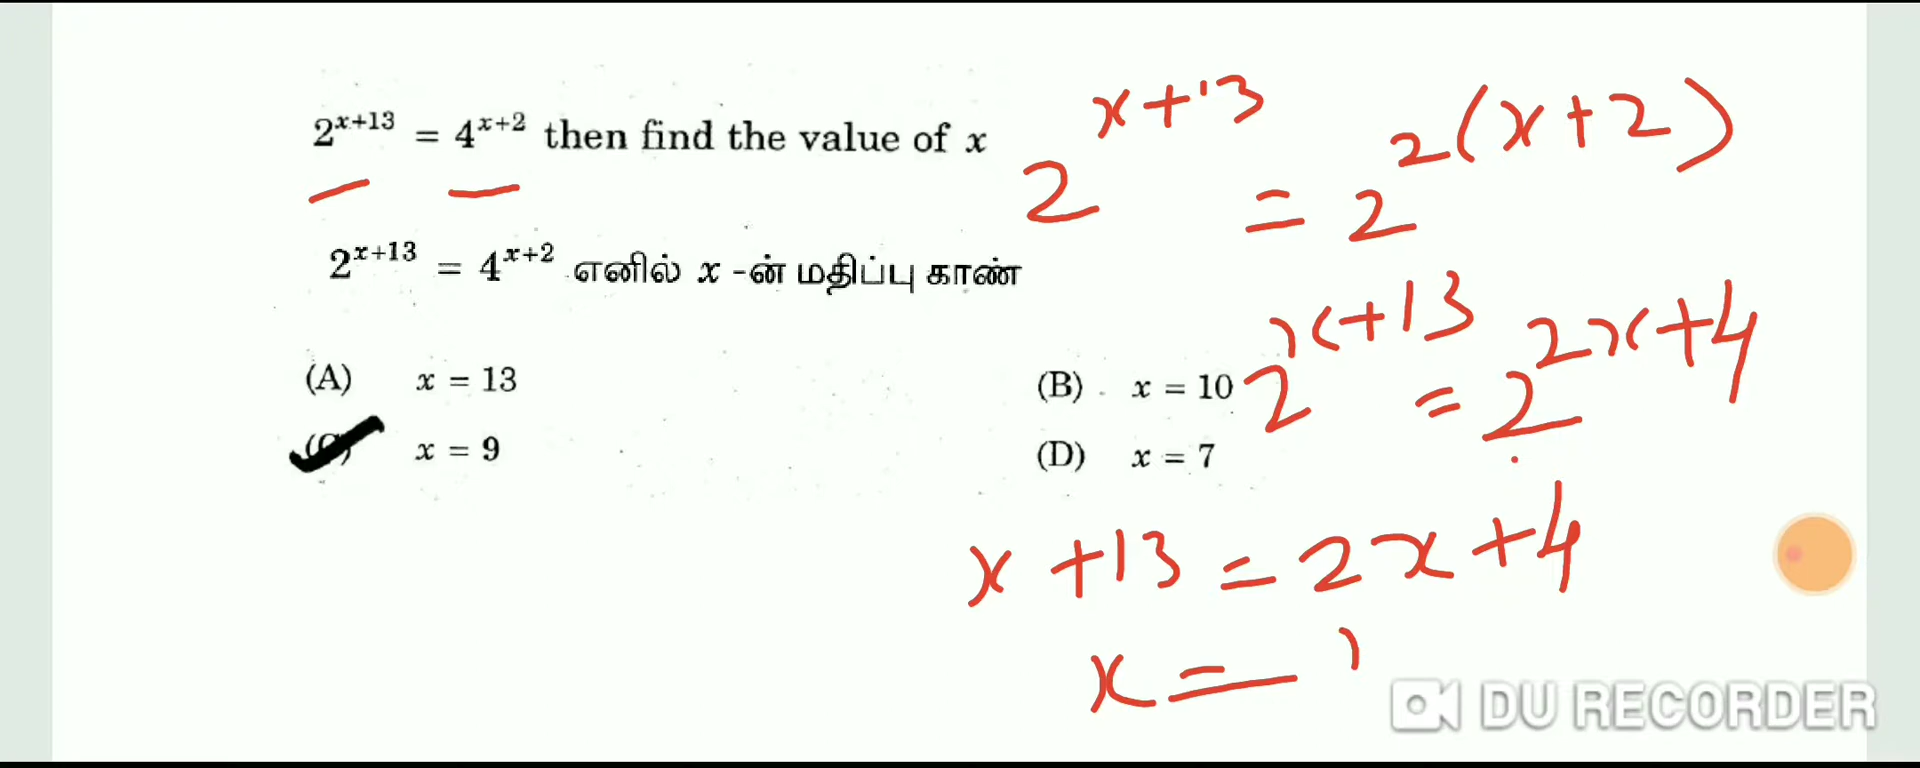 2^{x+13} = 4^{x+2} then find the value of x
2^{x+13} = 4^{x+2} எனில் x -ன் மதிப்பு காண்
(A) x = 13
(B) x = 10
(C) x = 9
(D) x = 7
2^{x+13} = 2^{2(x+2)}
2^{x+13} = 2^{2x+4}
x + 13 = 2x + 4
x =
DU RECORDER